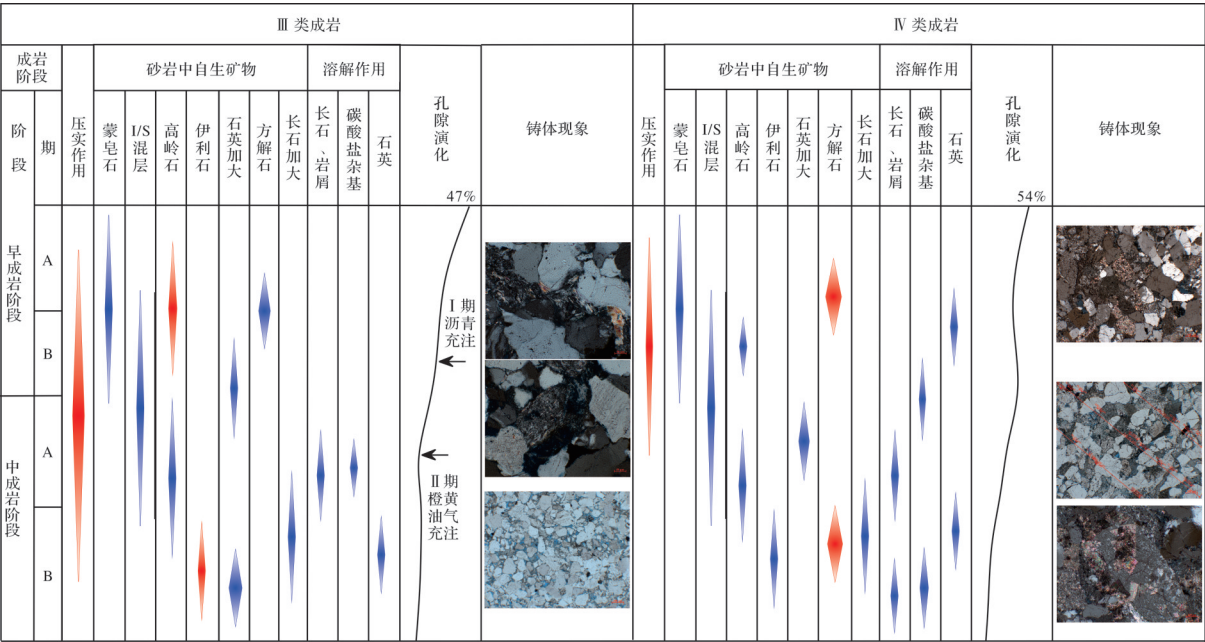 Ⅲ 类成岩
Ⅳ 类成岩
成岩阶段
砂岩中自生矿物
溶解作用
砂岩中自生矿物
溶解作用
阶段
期
压实作用
蒙皂石
I/S混层
高岭石
伊利石
石英加大
方解石
长石加大
长石、岩屑
碳酸盐杂基
石英
孔隙演化
47%
铸体现象
压实作用
蒙皂石
I/S混层
高岭石
伊利石
石英加大
方解石
长石加大
长石、岩屑
碳酸盐杂基
石英
孔隙演化
54%
铸体现象
早成岩阶段
A
B
中成岩阶段
A
B
Ⅰ期沥青充注
Ⅱ期橙黄油气充注